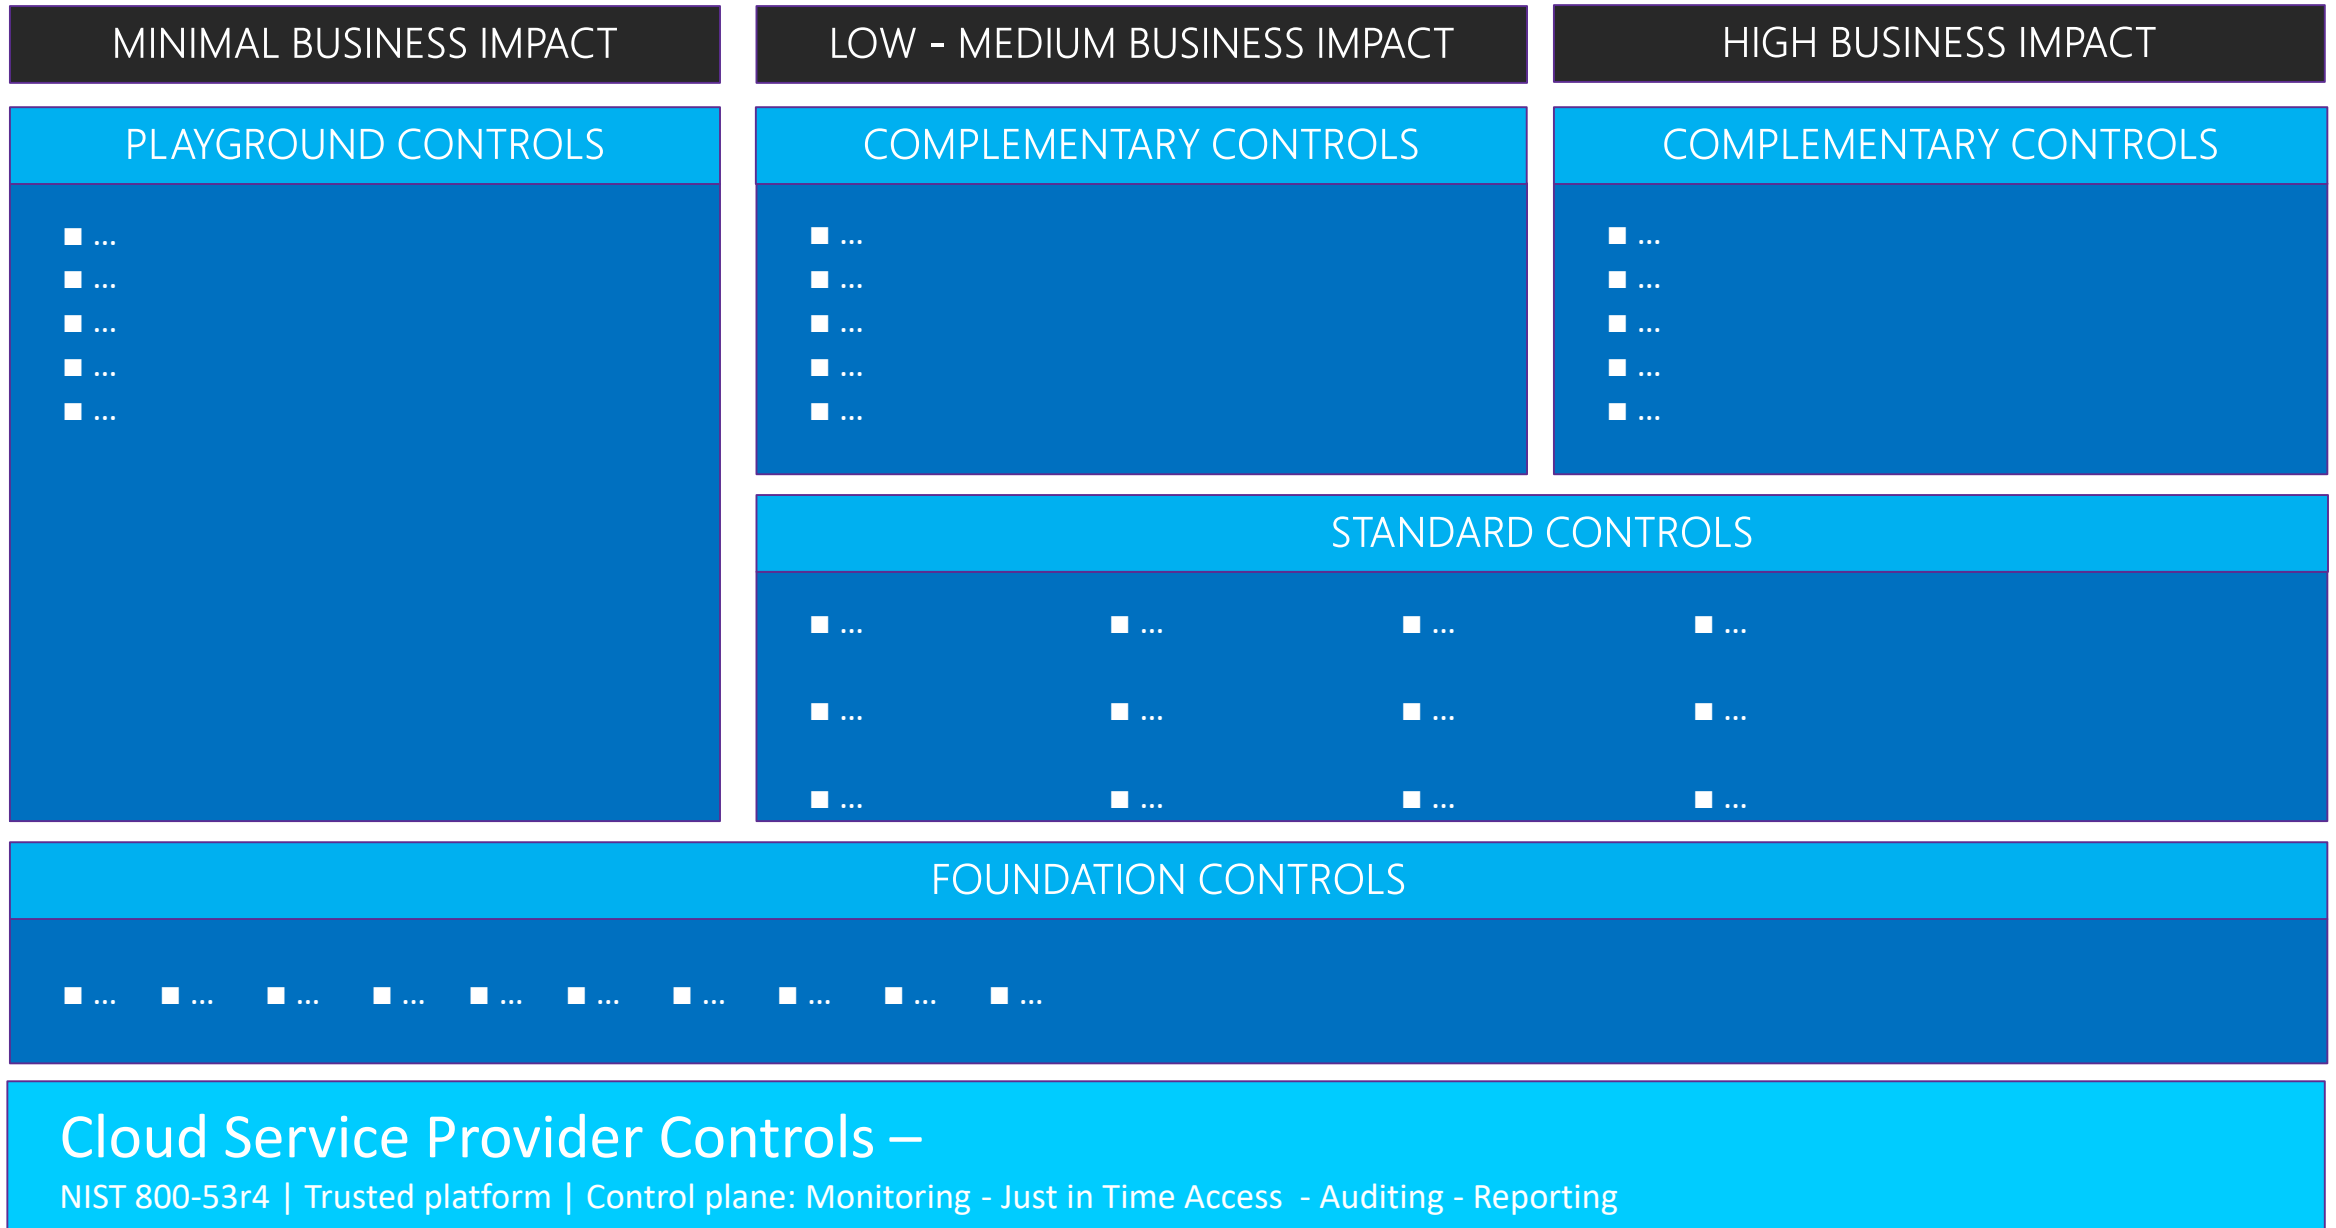 MINIMAL BUSINESS IMPACT
LOW - MEDIUM BUSINESS IMPACT
HIGH BUSINESS IMPACT
PLAYGROUND CONTROLS
■ ...
■ ...
■ ...
■ ...
■ ...
COMPLEMENTARY CONTROLS
■ ...
■ ...
■ ...
■ ...
■ ...
COMPLEMENTARY CONTROLS
■ ...
■ ...
■ ...
■ ...
■ ...
STANDARD CONTROLS
■ ... ■ ... ■ ... ■ ...
■ ... ■ ... ■ ... ■ ...
■ ... ■ ... ■ ... ■ ...
FOUNDATION CONTROLS
■ ... ■ ... ■ ... ■ ... ■ ... ■ ... ■ ... ■ ... ■ ... ■ ...
Cloud Service Provider Controls –
NIST 800-53r4 | Trusted platform | Control plane: Monitoring - Just in Time Access - Auditing - Reporting